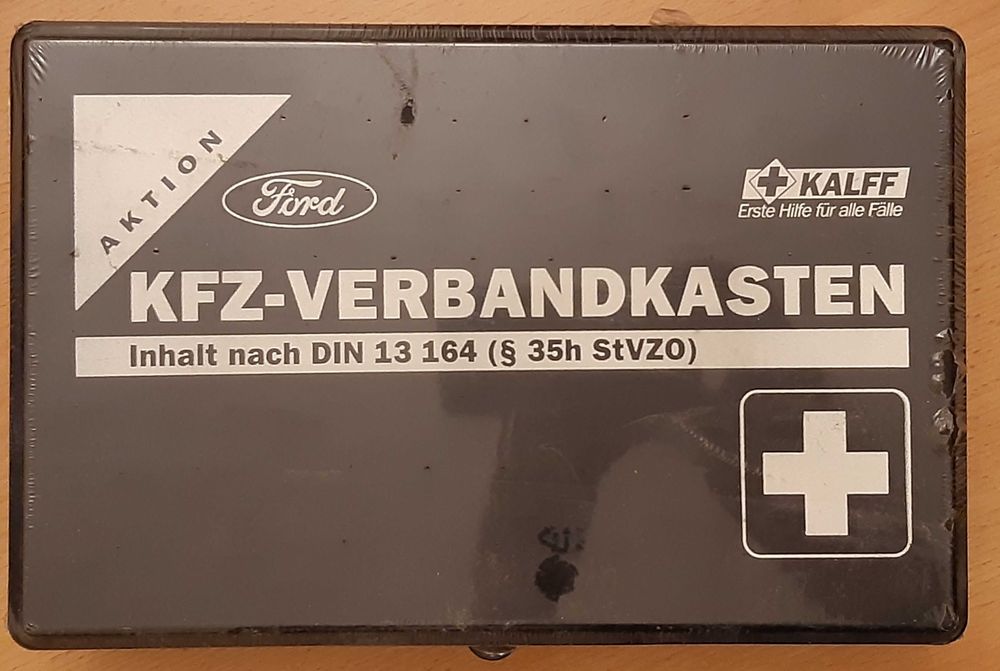 AKTION
Ford
KALFF
Erste Hilfe für alle Fälle
KFZ-VERBANDKASTEN
Inhalt nach DIN 13 164 (§ 35h StVZO)